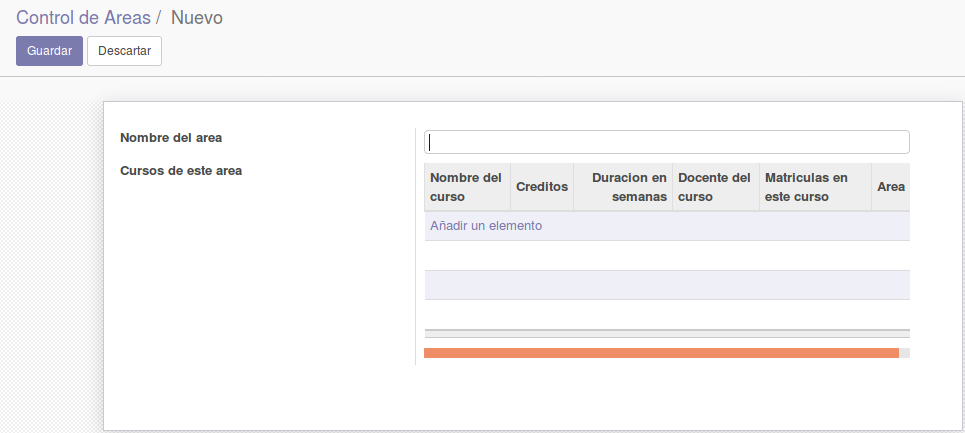 Control de Areas / Nuevo
Guardar Descartar
Nombre del area
Cursos de este area
Nombre del curso Creditos Duracion en semanas Docente del curso Matriculas en este curso Area
Añadir un elemento